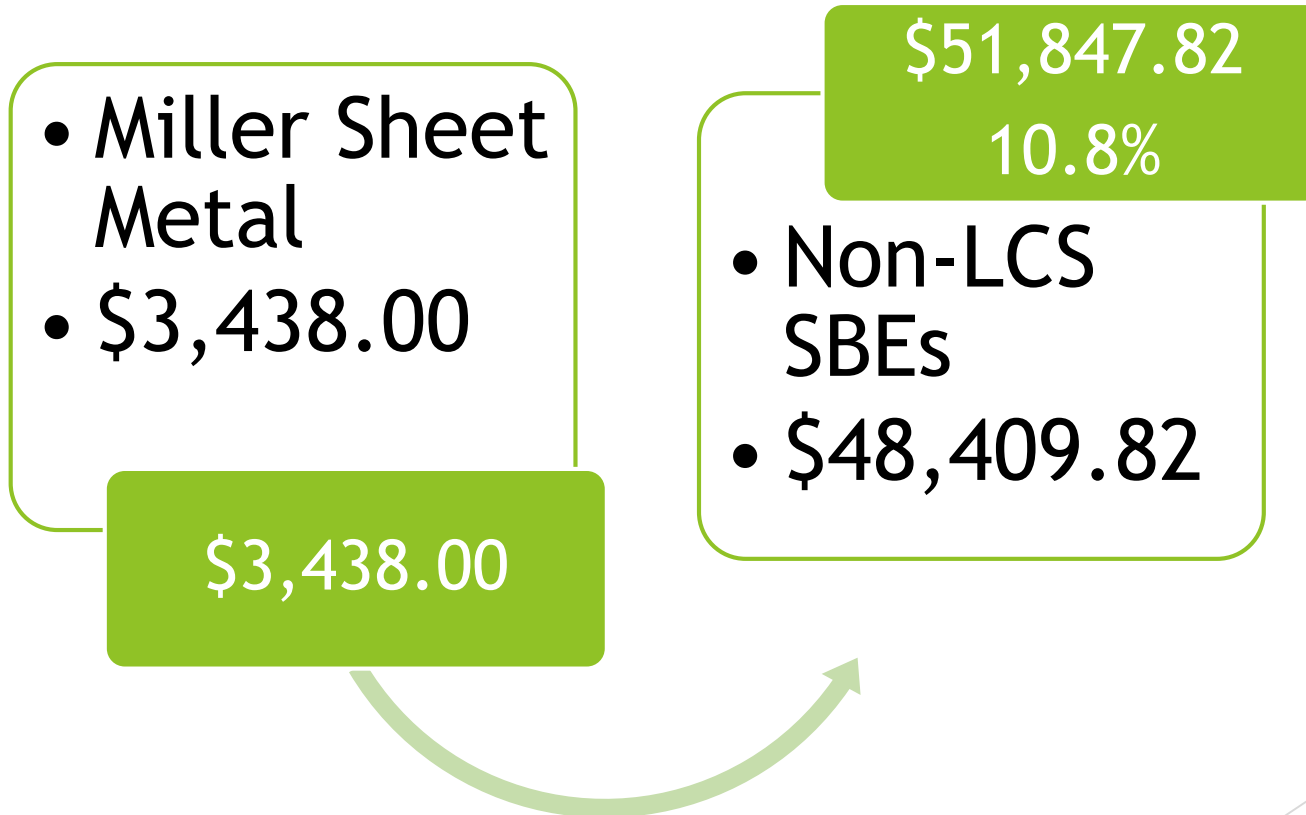 • Miller Sheet
Metal
• $3,438.00
$3,438.00
$51,847.82
10.8%
• Non-LCS
SBEs
• $48,409.82